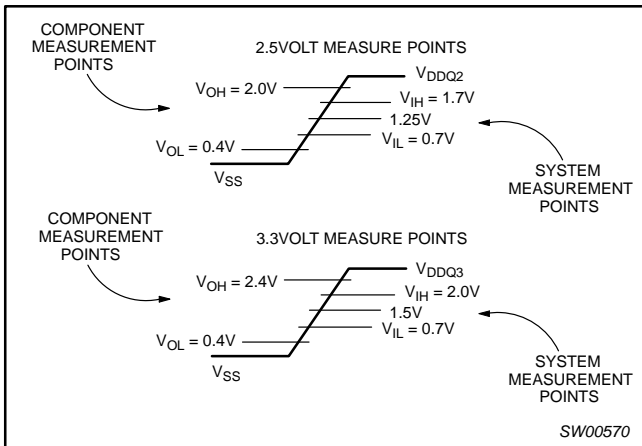 COMPONENT
MEASUREMENT
POINTS
2.5VOLT MEASURE POINTS
VOH = 2.0V
VDDQ2
VIH = 1.7V
1.25V
VIL = 0.7V
VOL = 0.4V
VSS
SYSTEM
MEASUREMENT
POINTS
COMPONENT
MEASUREMENT
POINTS
3.3VOLT MEASURE POINTS
VOH = 2.4V
VDDQ3
VIH = 2.0V
1.5V
VIL = 0.7V
VOL = 0.4V
VSS
SYSTEM
MEASUREMENT
POINTS
SW00570